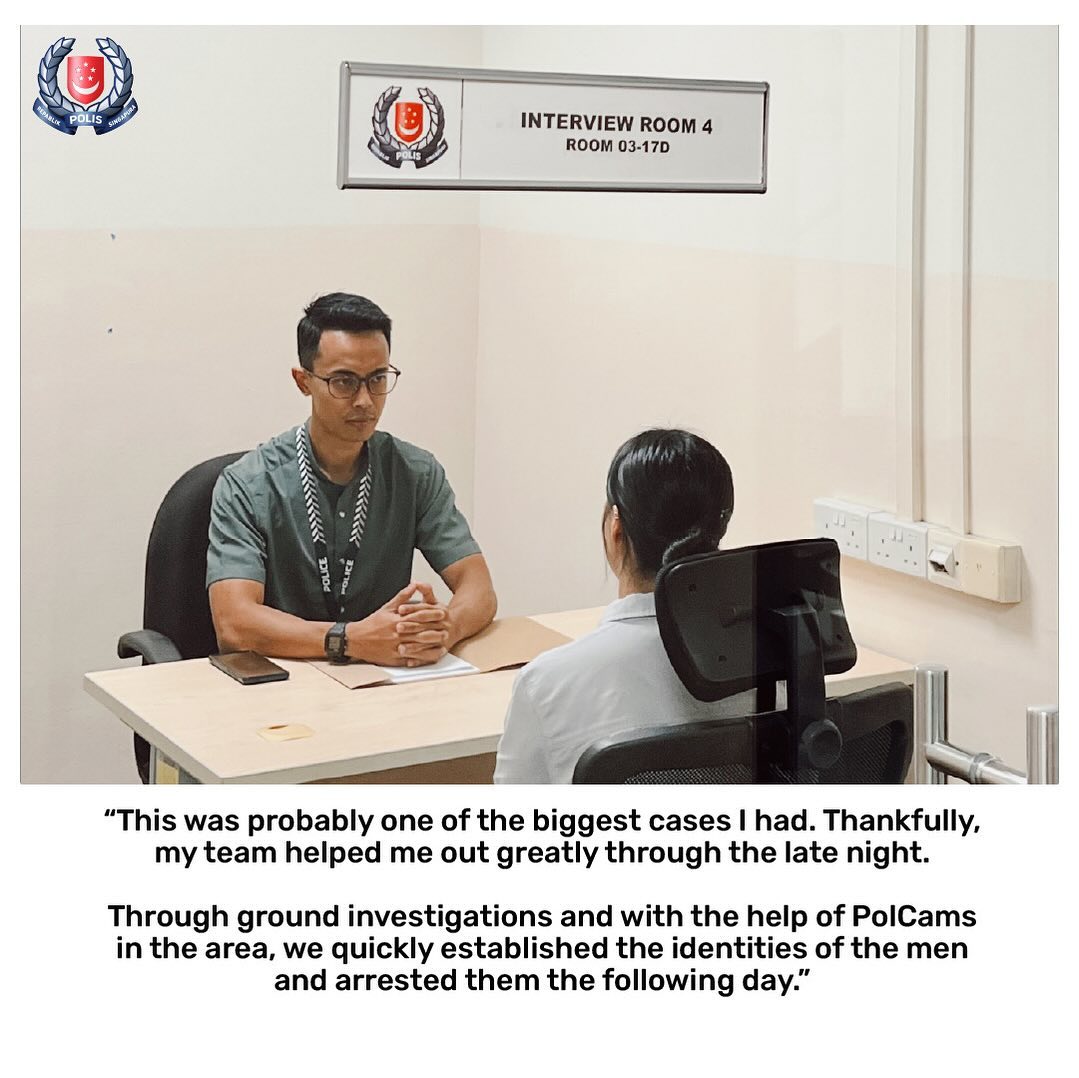 REPUBLIK POLIS SINGAPURA
INTERVIEW ROOM 4
ROOM 03-17D
REPUBLIK POLIS SINGAPURA
POLICE POLICE
“This was probably one of the biggest cases I had. Thankfully,
my team helped me out greatly through the late night.
Through ground investigations and with the help of PolCams
in the area, we quickly established the identities of the men
and arrested them the following day.”